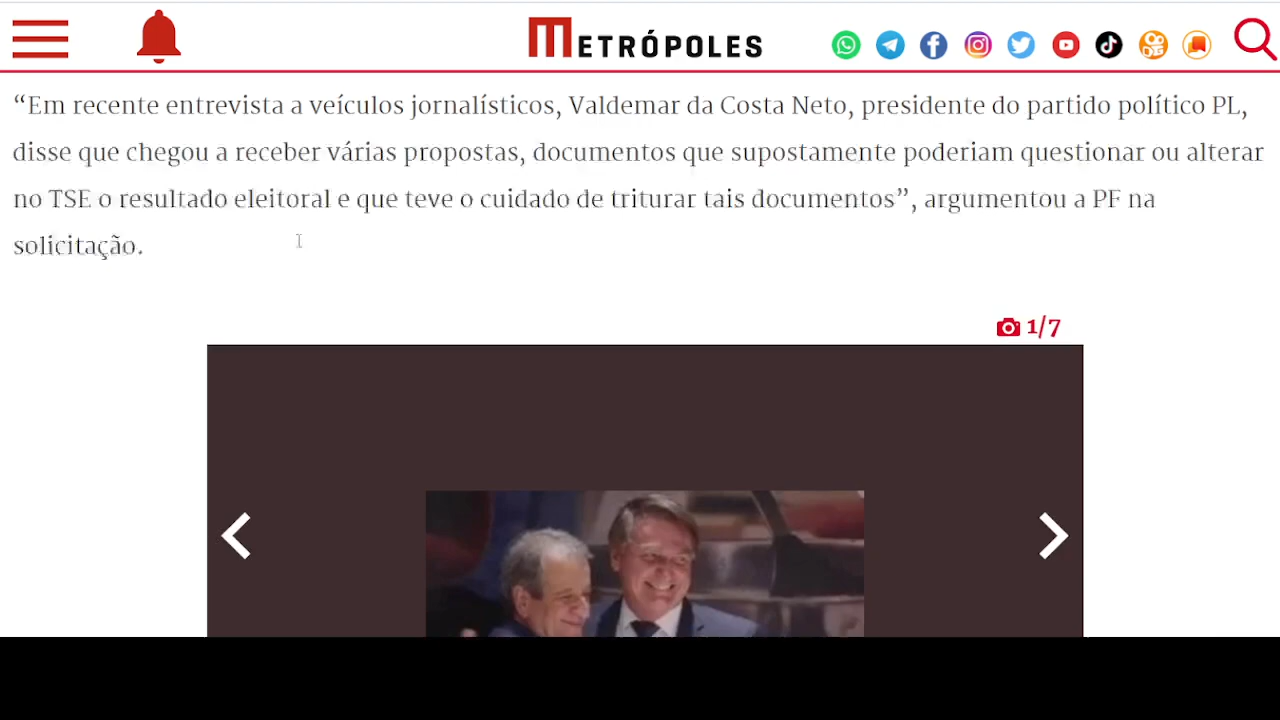 METRÓPOLES
“Em recente entrevista a veículos jornalísticos, Valdemar da Costa Neto, presidente do partido político PL,
disse que chegou a receber várias propostas, documentos que supostamente poderiam questionar ou alterar
no TSE o resultado eleitoral e que teve o cuidado de triturar tais documentos”, argumentou a PF na
solicitação.
1/7